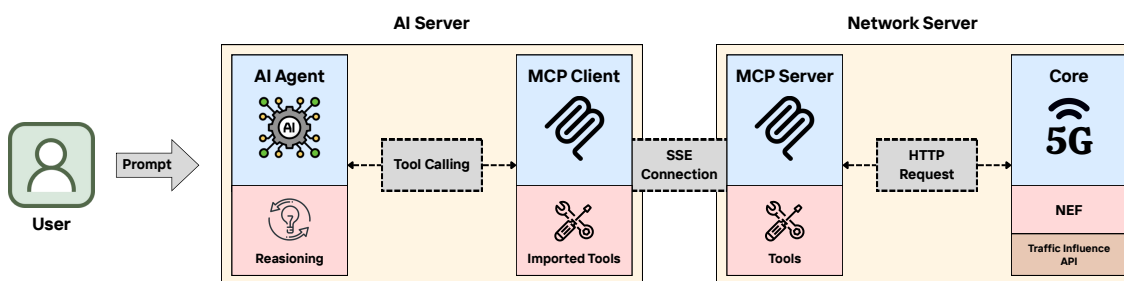 AI Server
Network Server
AI Agent
MCP Client
MCP Server
Core
AI
5G
Prompt
Tool Calling
SSE
Connection
HTTP
Request
User
Reasioning
Imported Tools
Tools
NEF
Traffic Influence
API